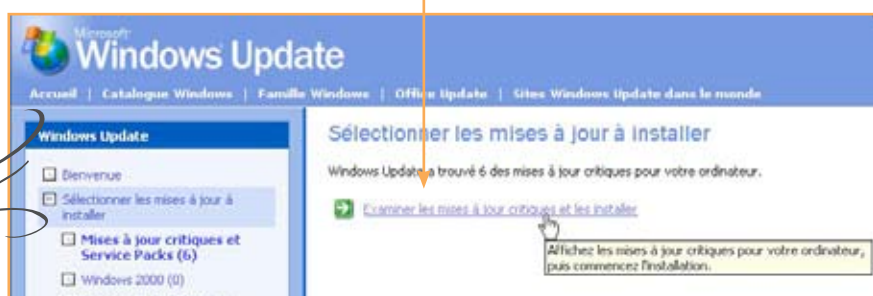 Microsoft
Windows Update
Accueil | Catalogue Windows | Famille Windows | Office Update | Sites Windows Update dans le monde
Windows Update
Bienvenue
Sélectionner les mises à jour à
installer
Mises à jour critiques et
Service Packs (6)
Windows 2000 (0)
Sélectionner les mises à jour à installer
Windows Update a trouvé 6 des mises à jour critiques pour votre ordinateur.
Examiner les mises à jour critiques et les installer
Affichez les mises à jour critiques pour votre ordinateur,
puis commencez l'installation.